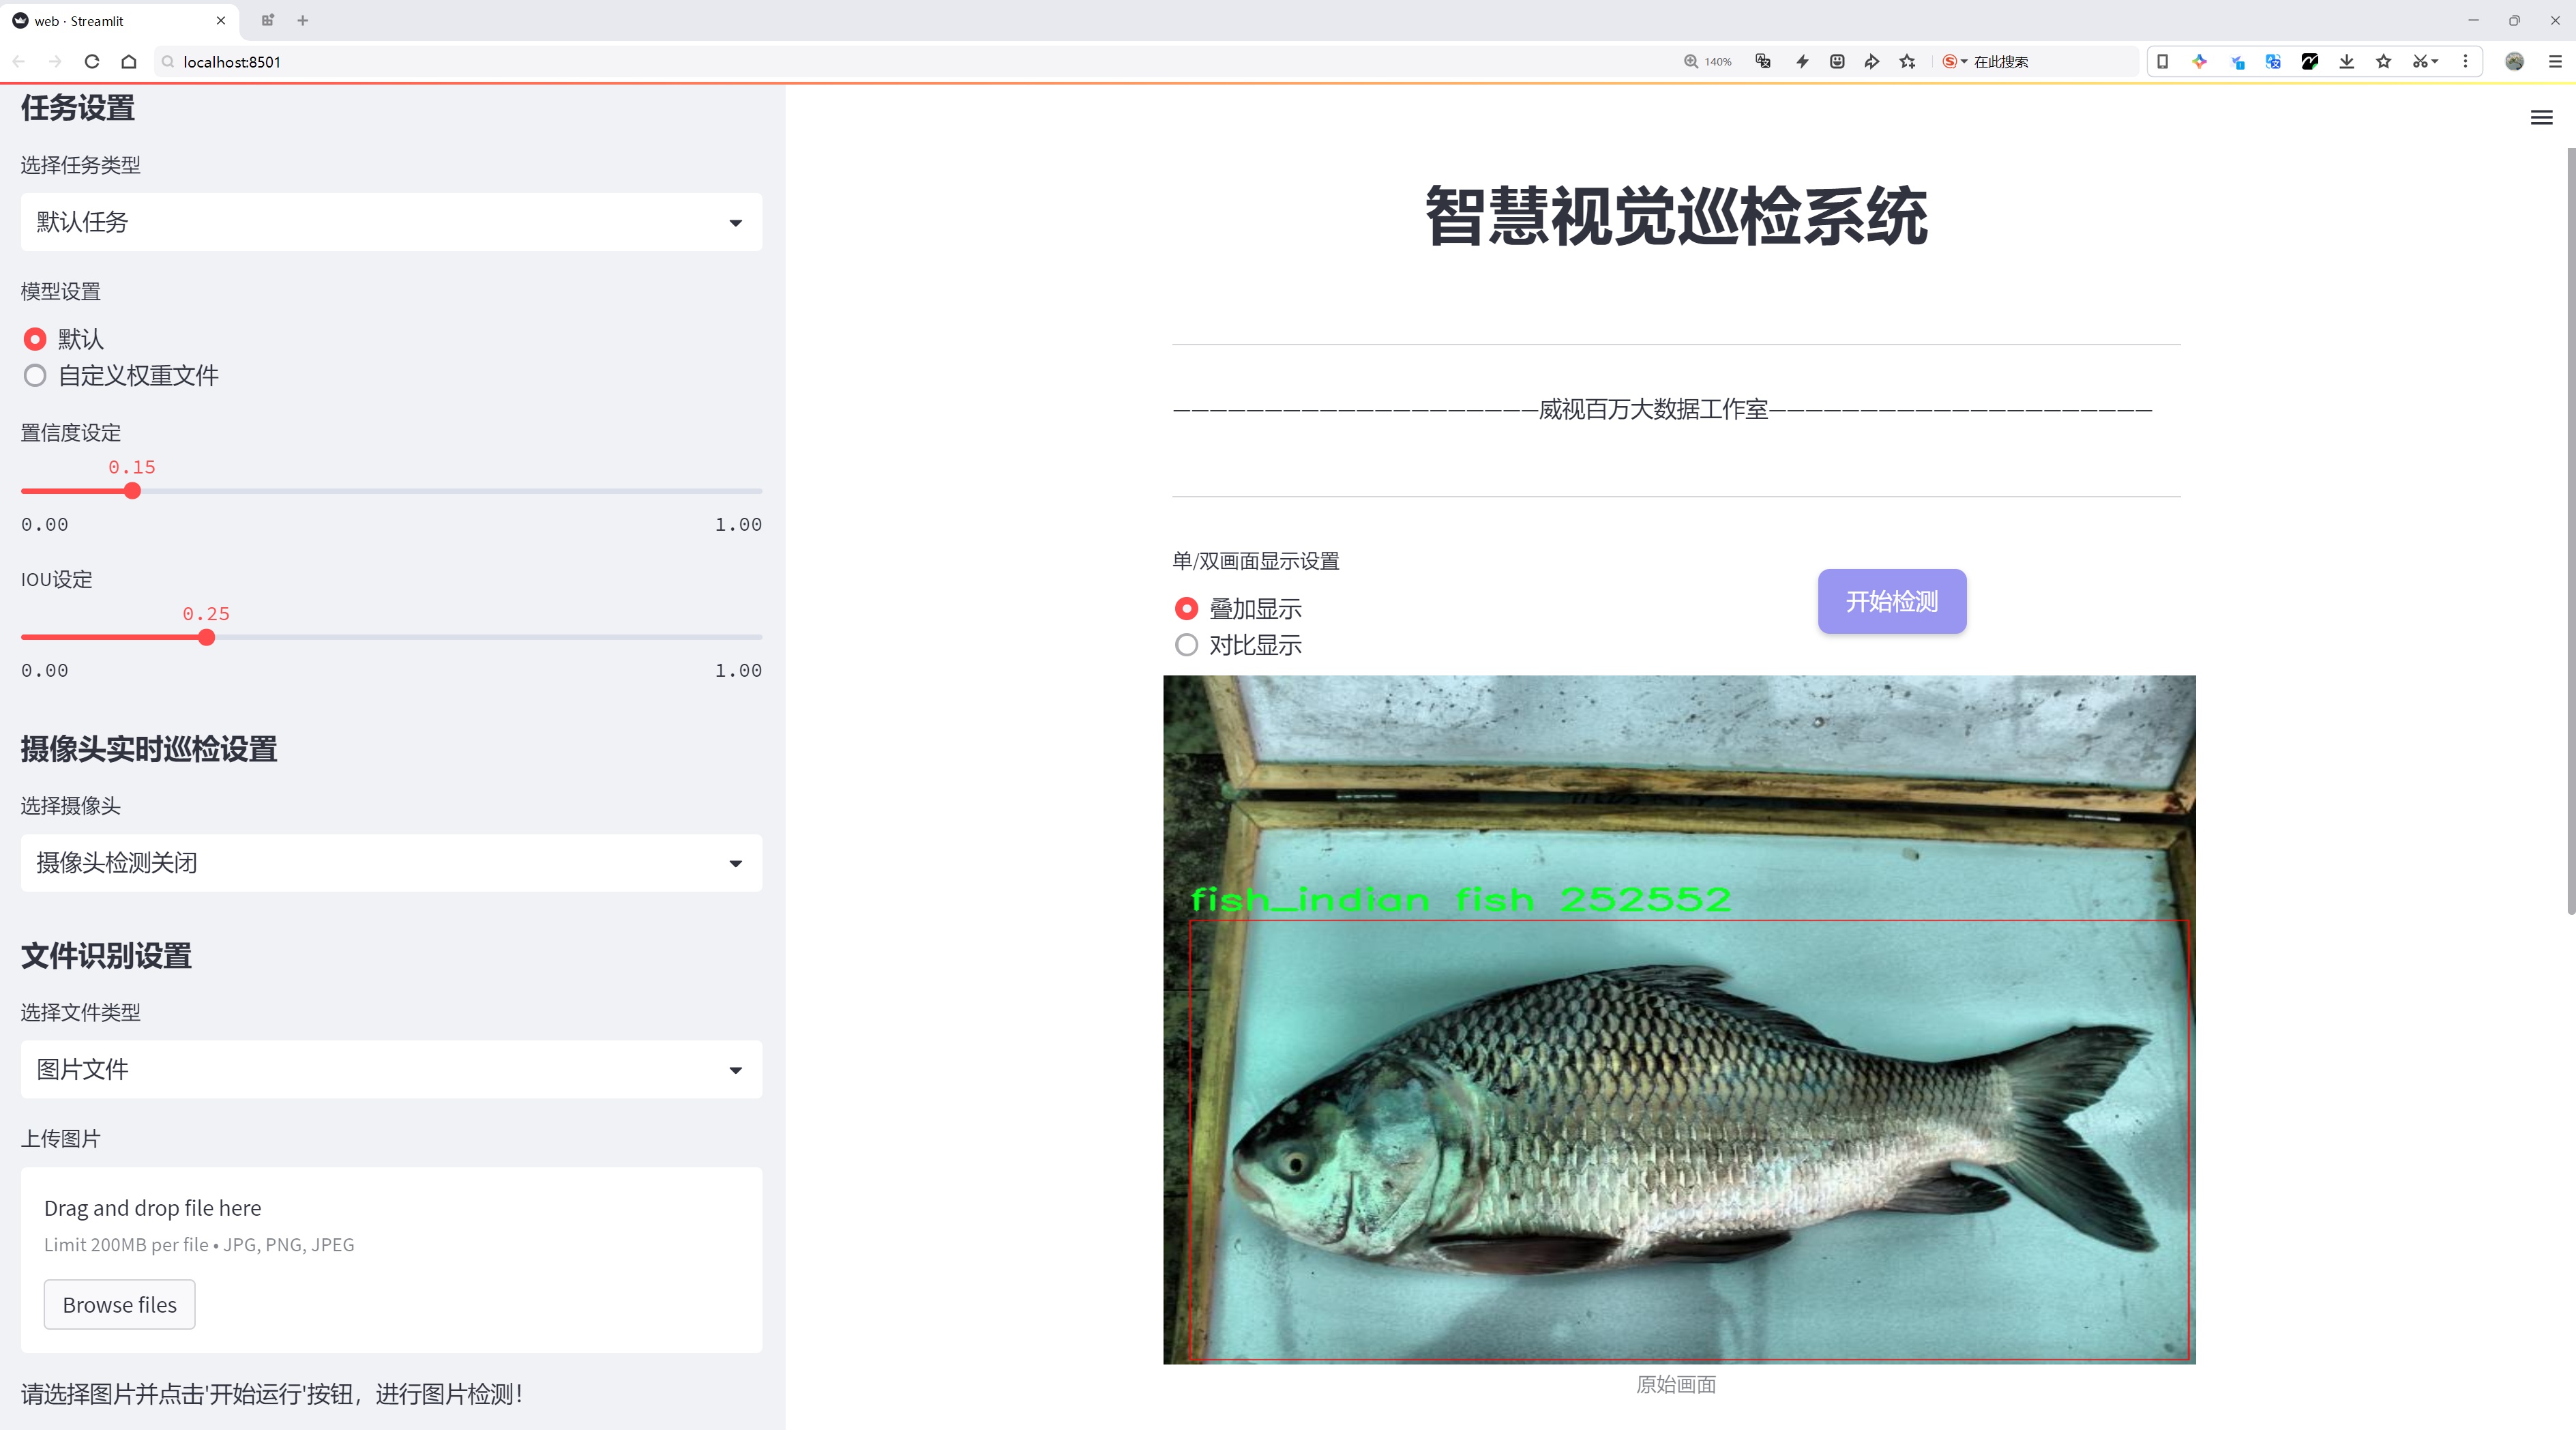 web · Streamlit
localhost:8501
140%
在此搜索
任务设置
选择任务类型
默认任务
模型设置
默认
自定义权重文件
置信度设定
0.15
0.00 1.00
IOU设定
0.25
0.00 1.00
摄像头实时巡检设置
选择摄像头
摄像头检测关闭
文件识别设置
选择文件类型
图片文件
上传图片
Drag and drop file here
Limit 200MB per file • JPG, PNG, JPEG
Browse files
请选择图片并点击'开始运行'按钮，进行图片检测！
智慧视觉巡检系统
————————————————————威视百万大数据工作室—————————————————————
单/双画面显示设置
叠加显示
对比显示
开始检测
fish_indian fish 252552
原始画面